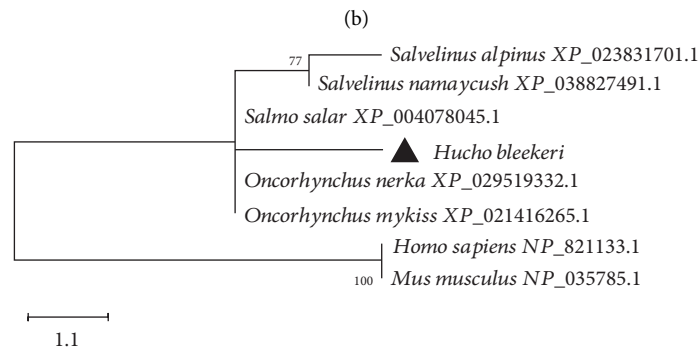 (b)
77
Salvelinus alpinus XP_023831701.1
Salvelinus namaycush XP_038827491.1
Salmo salar XP_004078045.1
Hucho bleekeri
Oncorhynchus nerka XP_029519332.1
Oncorhynchus mykiss XP_021416265.1
Homo sapiens NP_821133.1
100
Mus musculus NP_035785.1
1.1